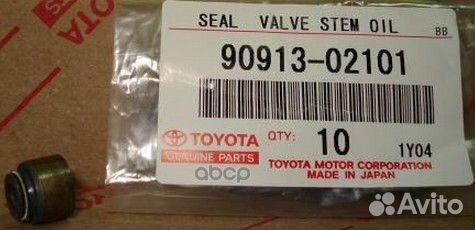 SEAL VALVE STEM OIL BB
90913-02101
TOYOTA
GENUINE PARTS
QTY: 10 1Y04
TOYOTA MOTOR CORPORATION
MADE IN JAPAN
abcp
Avito